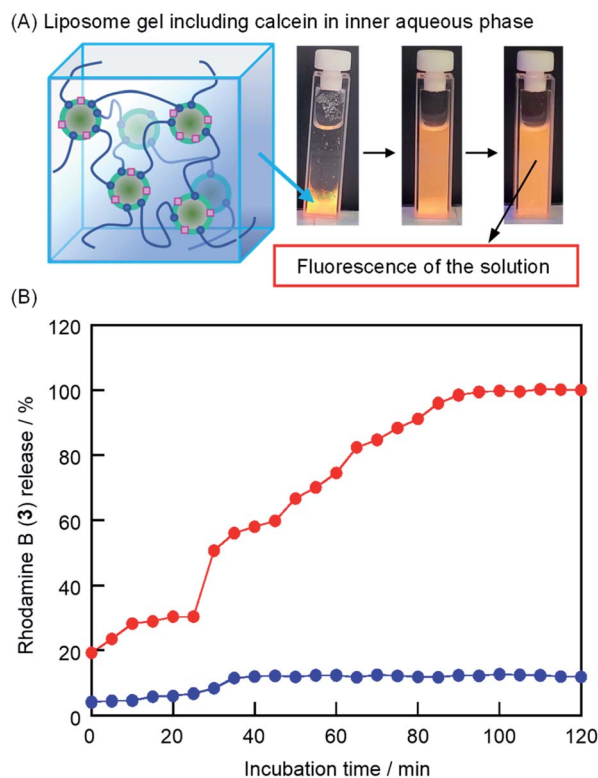 (A) Liposome gel including calcein in inner aqueous phase
Fluorescence of the solution
(B)
Rhodamine B (3) release / %
120
100
80
60
40
20
0
0 20 40 60 80 100 120
Incubation time / min